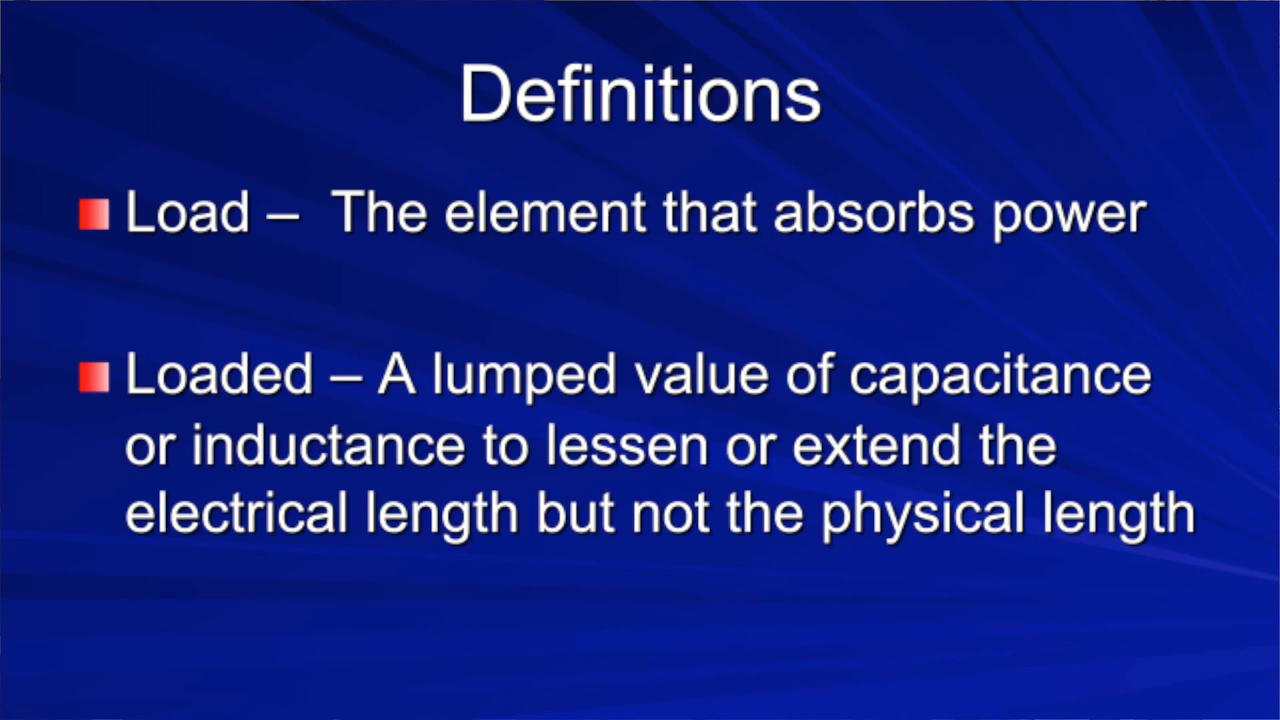 Definitions
Load – The element that absorbs power
Loaded – A lumped value of capacitance
or inductance to lessen or extend the
electrical length but not the physical length